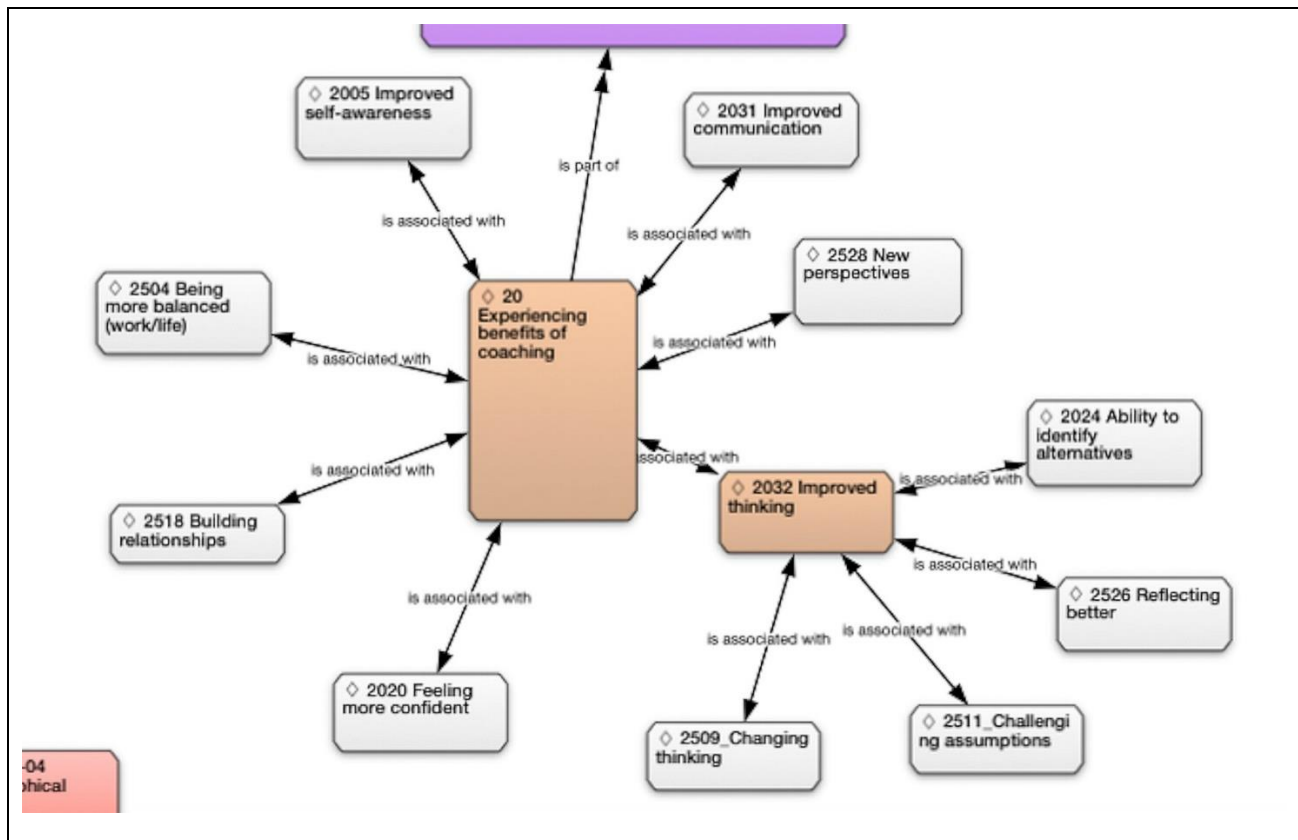 ◇ 2005 Improved
self-awareness
◇ 2031 Improved
communication
is part of
is associated with
is associated with
◇ 2528 New
perspectives
◇ 2504 Being
more balanced
(work/life)
◇ 20
Experiencing
benefits of
coaching
is associated with
is associated with
◇ 2024 Ability to
identify
alternatives
is associated with
associated with
is associated with
◇ 2032 Improved
thinking
◇ 2518 Building
relationships
is associated with
◇ 2526 Reflecting
better
is associated with
is associated with
is associated with
◇ 2020 Feeling
more confident
◇ 2509_Changing
thinking
◇ 2511_Challengi
ng assumptions
-04
phical